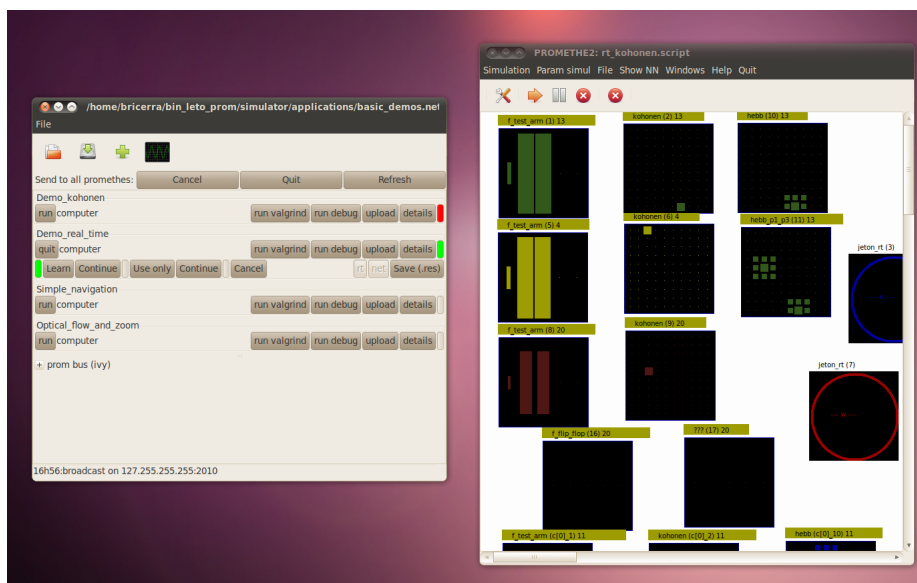 /home/bricerra/bin_leto_prom/simulator/applications/basic_demos.net
File
Send to all promethes: Cancel Quit Refresh
Demo_kohonen
run computer run valgrind run debug upload details
Demo_real_time
quit computer run valgrind run debug upload details
Learn Continue Use only Continue Cancel rt net Save (.res)
Simple_navigation
run computer run valgrind run debug upload details
Optical_flow_and_zoom
run computer run valgrind run debug upload details
+ prom bus (ivy)
16h56:broadcast on 127.255.255.255:2010
PROMETHE2: rt_kohonen.script
Simulation Param simul File Show NN Windows Help Quit
f_test_arm (1) 13
kohonen (2) 13
hebb (10) 13
f_test_arm (5) 4
kohonen (6) 4
hebb_p1_p3 (11) 13
jeton_rt (3)
f_test_arm (8) 20
kohonen (9) 20
jeton_rt (7)
f_flip_flop (16) 20
??? (17) 20
f_test_arm (c[0]_1) 11
kohonen (c[0]_2) 11
hebb (c[0]_10) 11